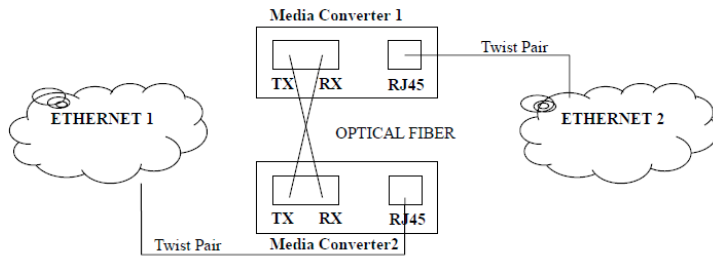 Media Converter 1
Twist Pair
TX RX RJ45
ETHERNET 1
ETHERNET 2
OPTICAL FIBER
TX RX RJ45
Media Converter2
Twist Pair